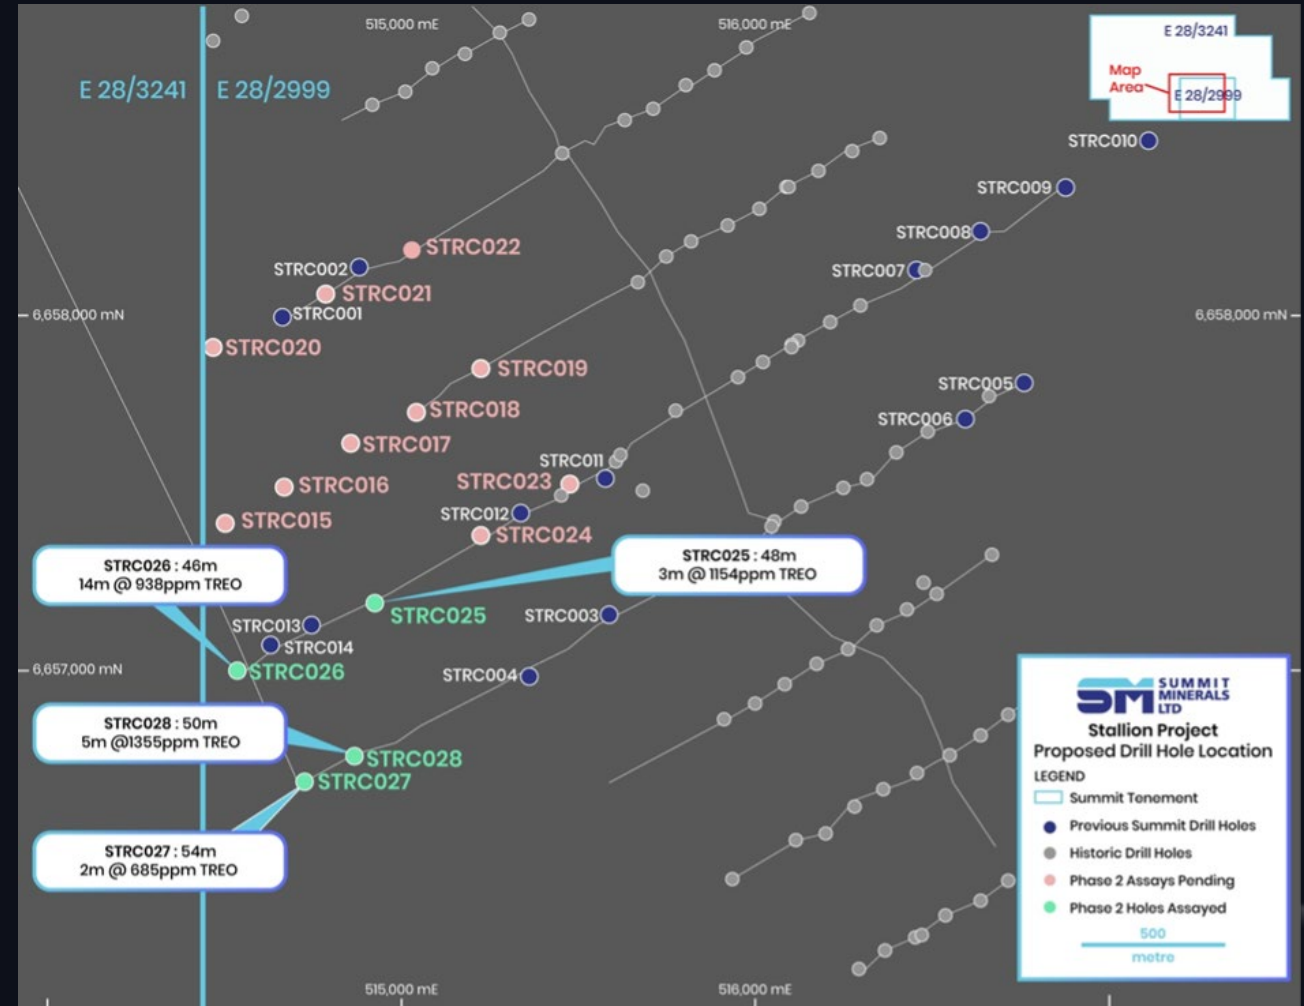 515,000 mE
516,000 mE
E 28/3241
E 28/2999
E 28/3241
Map
Area
E 28/2999
STRC010
STRC009
STRC008
STRC007
STRC022
STRC002
STRC021
STRC001
6,658,000 mN
6,658,000 mN
STRC020
STRC019
STRC005
STRC018
STRC006
STRC017
STRC011
STRC023
STRC016
STRC012
STRC015
STRC024
STRC026 : 46m
14m @ 938ppm TREO
STRC025 : 48m
3m @ 1154ppm TREO
STRC025
STRC003
STRC013
STRC014
6,657,000 mN
STRC026
STRC004
STRC028 : 50m
5m @1355ppm TREO
STRC028
STRC027
STRC027 : 54m
2m @ 685ppm TREO
SM SUMMIT
MINERALS
LTD
Stallion Project
Proposed Drill Hole Location
LEGEND
Summit Tenement
Previous Summit Drill Holes
Historic Drill Holes
Phase 2 Assays Pending
Phase 2 Holes Assayed
500
metre
515,000 mE
516,000 mE